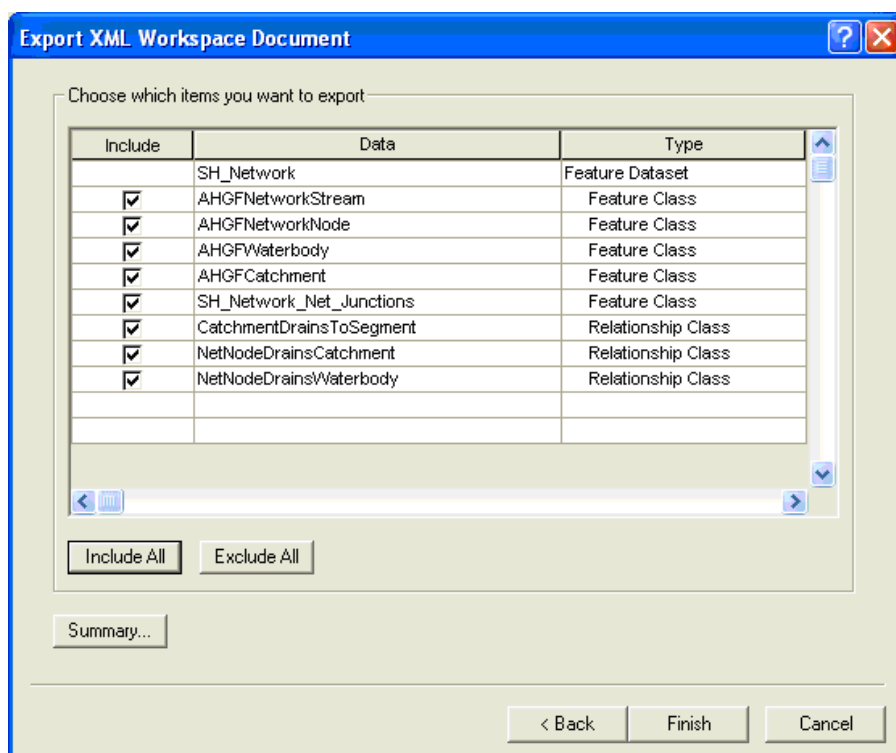 Export XML Workspace Document
Choose which items you want to export
Include Data Type
SH_Network Feature Dataset
AHGFNetworkStream Feature Class
AHGFNetworkNode Feature Class
AHGFWaterbody Feature Class
AHGFCatchment Feature Class
SH_Network_Net_Junctions Feature Class
CatchmentDrainsToSegment Relationship Class
NetNodeDrainsCatchment Relationship Class
NetNodeDrainsWaterbody Relationship Class
Include All Exclude All
Summary...
< Back Finish Cancel